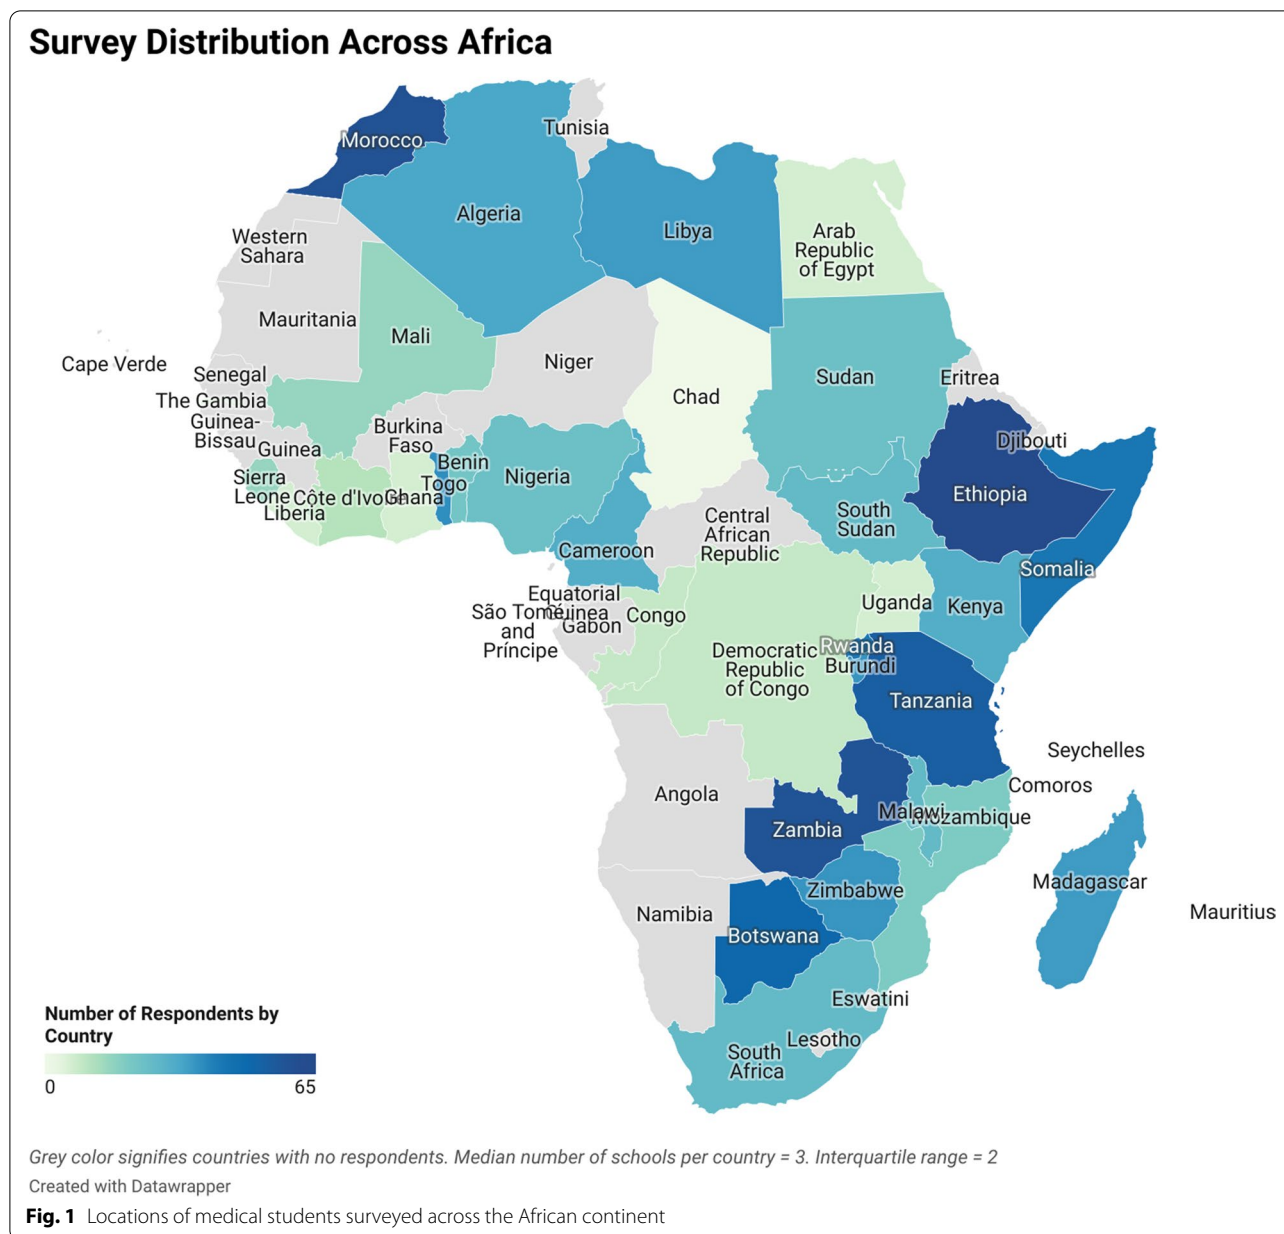 Survey Distribution Across Africa
Morocco
Tunisia
Algeria
Libya
Arab
Republic
of Egypt
Western
Sahara
Mauritania
Mali
Niger
Chad
Sudan
Eritrea
Cape Verde
Senegal
The Gambia
Guinea-
Bissau
Guinea
Burkina
Faso
Djibouti
Sierra
Leone
Liberia
Côte d'Ivoire
Ghana
Togo
Benin
Nigeria
Ethiopia
South
Sudan
Central
African
Republic
Cameroon
Somalia
Equatorial
Guinea
São Tomé
and
Príncipe
Gabon
Congo
Uganda
Kenya
Democratic
Republic
of Congo
Rwanda
Burundi
Tanzania
Seychelles
Comoros
Angola
Zambia
Malawi
Mozambique
Zimbabwe
Madagascar
Mauritius
Namibia
Botswana
Eswatini
Lesotho
South
Africa
Number of Respondents by
Country
0 65
Grey color signifies countries with no respondents. Median number of schools per country = 3. Interquartile range = 2
Created with Datawrapper
Fig. 1 Locations of medical students surveyed across the African continent